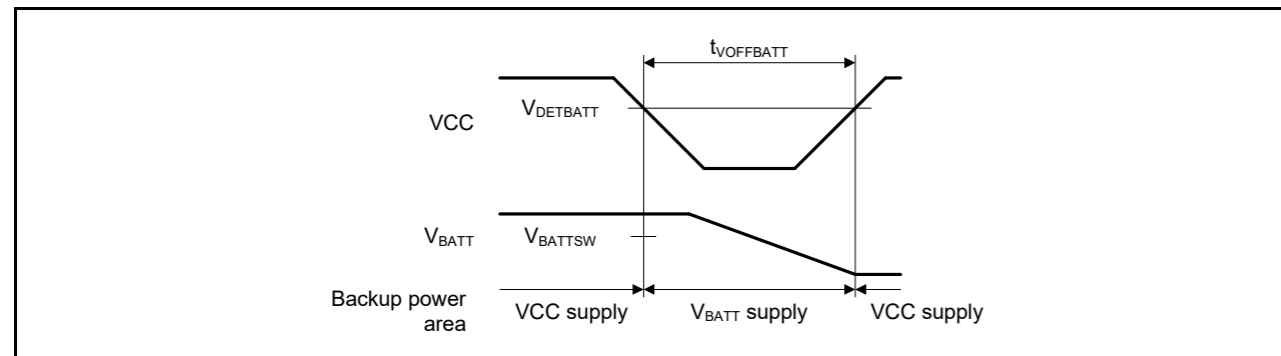 tVOFFBATT
VCC
VDETBATT
VBATT
VBATTSW
Backup power
area
VCC supply
VBATT supply
VCC supply